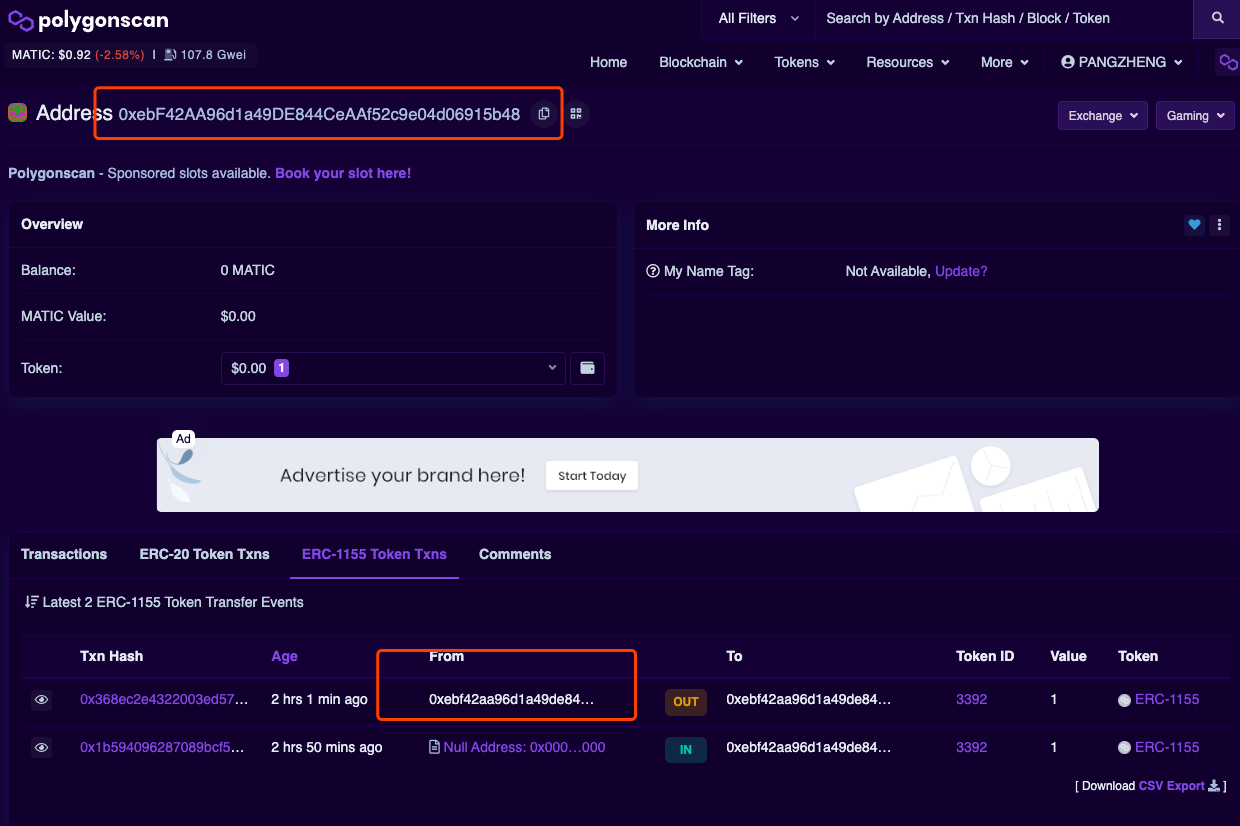 polygonscan
All Filters
Search by Address / Txn Hash / Block / Token
MATIC: $0.92 (-2.58%) | 107.8 Gwei
Home Blockchain Tokens Resources More PANGZHENG
Address 0xebF42AA96d1a49DE844CeAAf52c9e04d06915b48
Exchange Gaming
Polygonscan - Sponsored slots available. Book your slot here!
Overview
Balance: 0 MATIC
MATIC Value: $0.00
Token: $0.00 1
More Info
My Name Tag: Not Available, Update?
Ad
Advertise your brand here! Start Today
Transactions ERC-20 Token Txns ERC-1155 Token Txns Comments
Latest 2 ERC-1155 Token Transfer Events
Txn Hash Age From To Token ID Value Token
0x368ec2e4322003ed57... 2 hrs 1 min ago 0xebf42aa96d1a49de84... OUT 0xebf42aa96d1a49de84... 3392 1 ERC-1155
0x1b594096287089bcf5... 2 hrs 50 mins ago Null Address: 0x000...000 IN 0xebf42aa96d1a49de84... 3392 1 ERC-1155
[ Download CSV Export ]